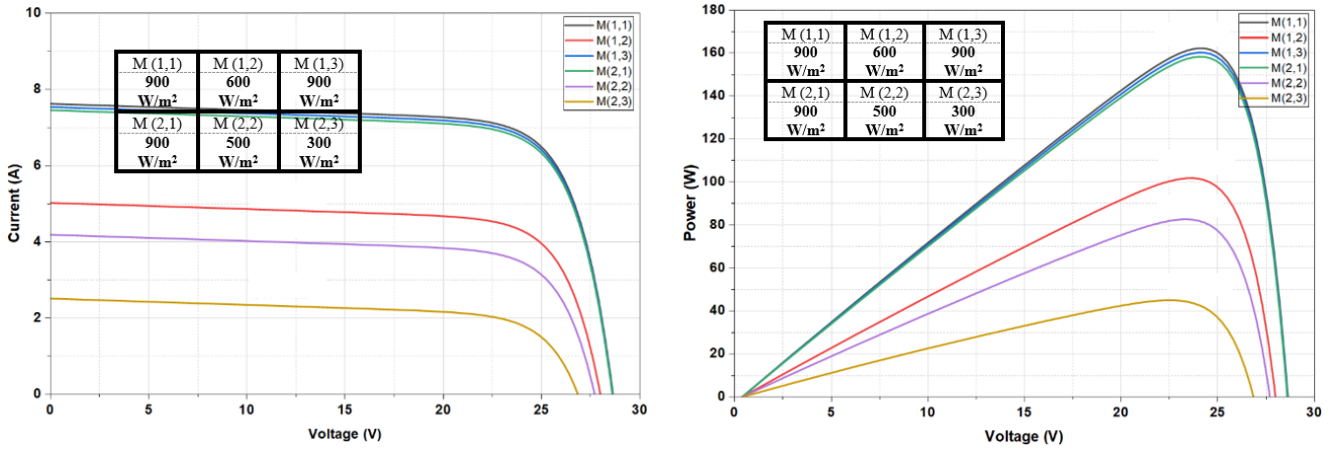 10
8
6
4
2
0
Current (A)
0
5
10
15
20
25
30
Voltage (V)
M(1,1)
M(1,2)
M(1,3)
M(2,1)
M(2,2)
M(2,3)
M (1,1)
900
W/m²
M (1,2)
600
W/m²
M (1,3)
900
W/m²
M (2,1)
900
W/m²
M (2,2)
500
W/m²
M (2,3)
300
W/m²
180
160
140
120
100
80
60
40
20
0
Power (W)
0
5
10
15
20
25
30
Voltage (V)
M(1,1)
M(1,2)
M(1,3)
M(2,1)
M(2,2)
M(2,3)
M (1,1)
900
W/m²
M (1,2)
600
W/m²
M (1,3)
900
W/m²
M (2,1)
900
W/m²
M (2,2)
500
W/m²
M (2,3)
300
W/m²